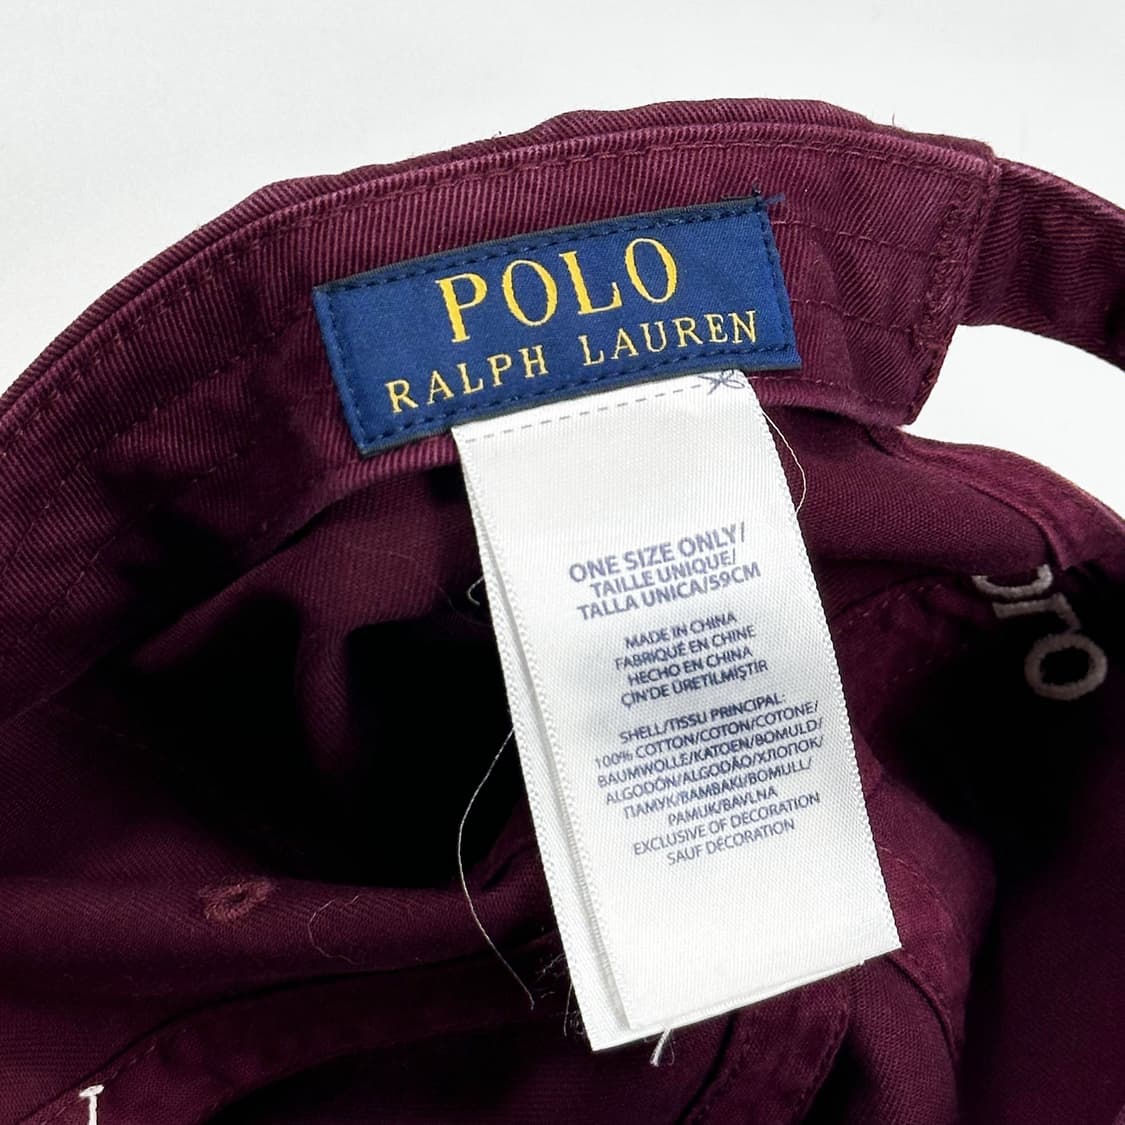 POLO
RALPH LAUREN
ONE SIZE ONLY/
TAILLE UNIQUE/
TALLA UNICA/59CM
MADE IN CHINA
FABRIQUÉ EN CHINE
HECHO EN CHINA
ÇIN'DE ÜRETILMIŞTIR
SHELL/TISSU PRINCIPAL:
100% COTTON/COTON/COTONE/
BAUMWOLLE/KATOEN/BOMULD/
ALGODÓN/ALGODÃO/ХЛОПОК/
ПАМУК/BAMBAKI/BOMULL/
PAMUK/BAVLNA
EXCLUSIVE OF DECORATION
SAUF DÉCORATION
pro